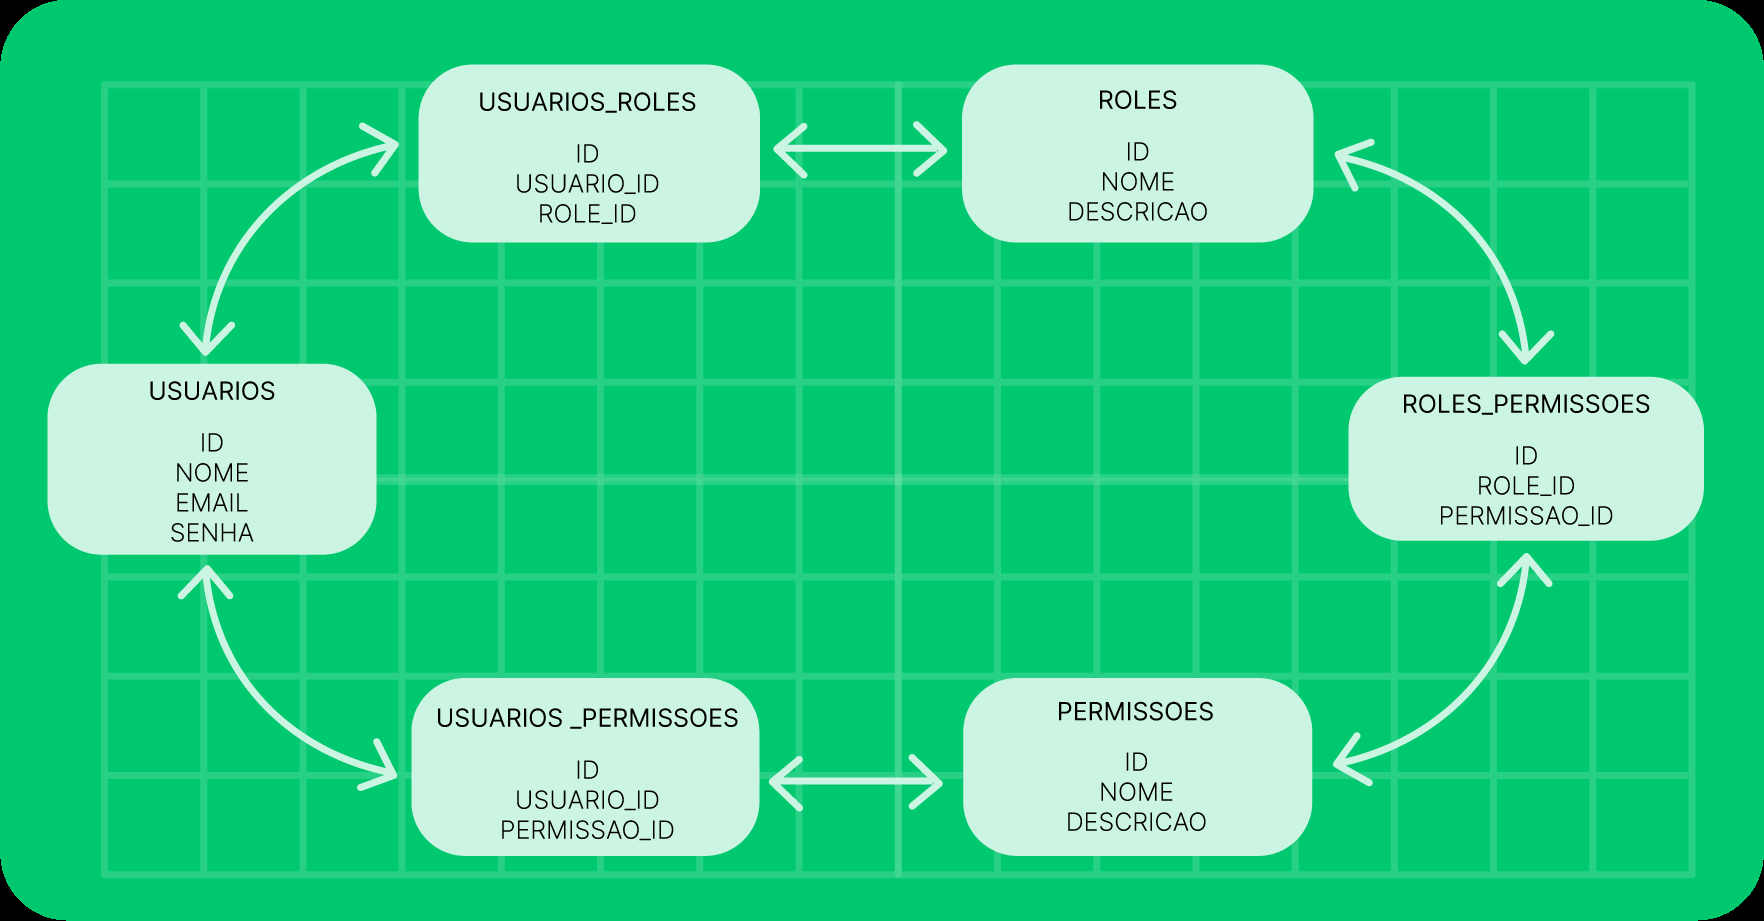 USUARIOS_ROLES
ID
USUARIO_ID
ROLE_ID
ROLES
ID
NOME
DESCRICAO
USUARIOS
ID
NOME
EMAIL
SENHA
ROLES_PERMISSOES
ID
ROLE_ID
PERMISSAO_ID
USUARIOS _PERMISSOES
ID
USUARIO_ID
PERMISSAO_ID
PERMISSOES
ID
NOME
DESCRICAO